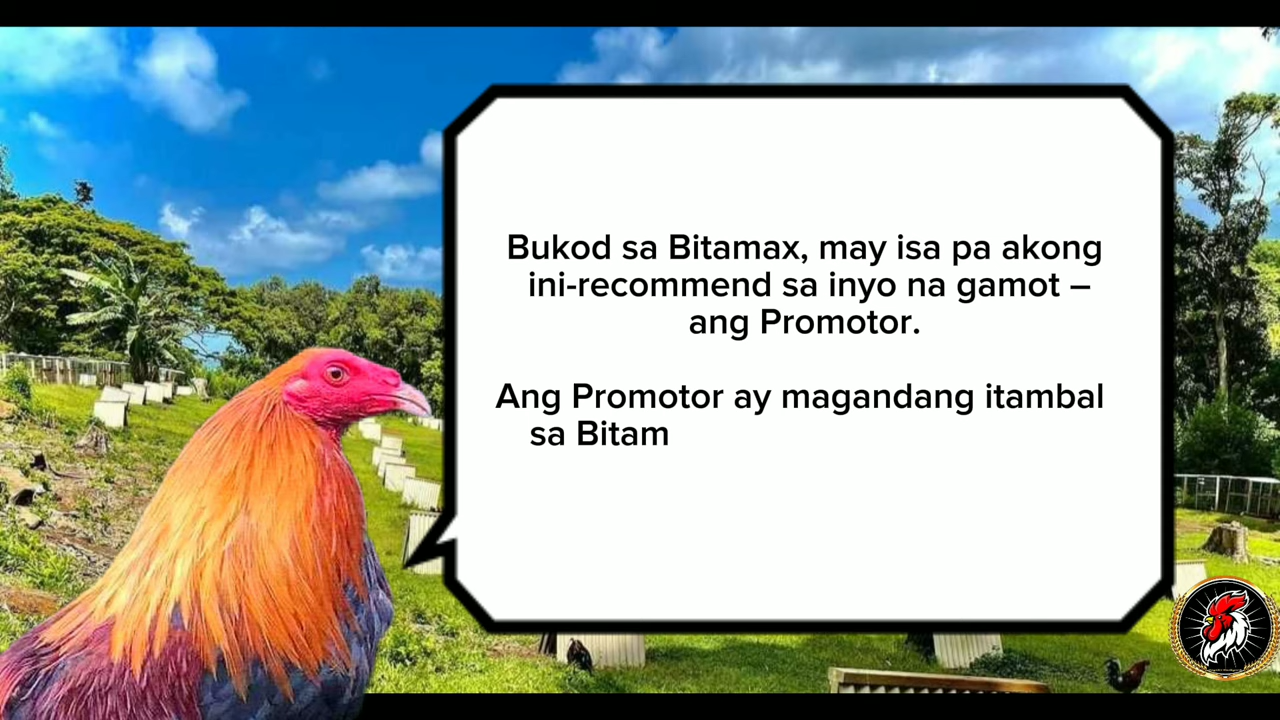 Bukod sa Bitamax, may isa pa akong
ini-recommend sa inyo na gamot –
ang Promotor.
Ang Promotor ay magandang itambal
sa Bitam